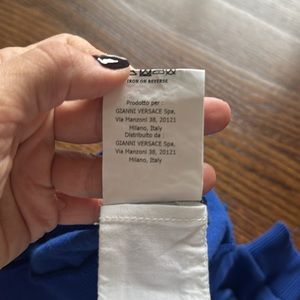 IRON ON REVERSE
Prodotto per :
GIANNI VERSACE Spa.
Via Manzoni 38, 20121
Milano, Italy
Distribuito da :
GIANNI VERSACE Spa.
Via Manzoni 38, 20121
Milano, Italy